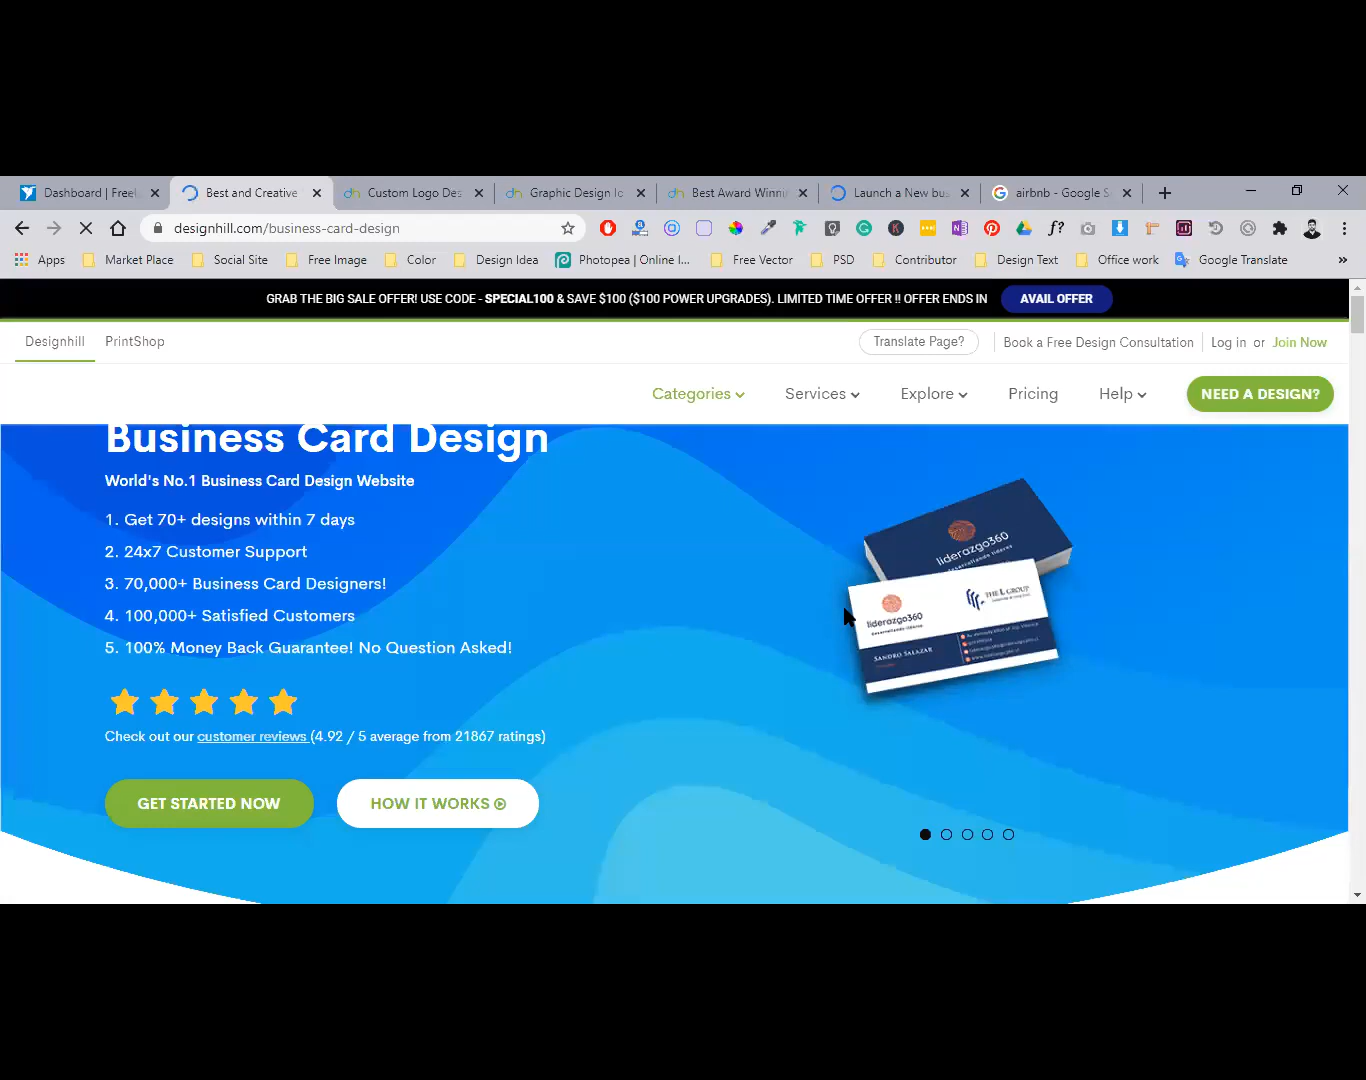 Dashboard | Freel
Best and Creative
Custom Logo Des
Graphic Design Id
Best Award Winni
Launch a New bus
airbnb - Google S
designhill.com/business-card-design
Apps
Market Place
Social Site
Free Image
Color
Design Idea
Photopea | Online I...
Free Vector
PSD
Contributor
Design Text
Office work
Google Translate
GRAB THE BIG SALE OFFER! USE CODE - SPECIAL100 & SAVE $100 ($100 POWER UPGRADES). LIMITED TIME OFFER !! OFFER ENDS IN
AVAIL OFFER
Designhill
PrintShop
Translate Page?
Book a Free Design Consultation
Log in or Join Now
Categories
Services
Explore
Pricing
Help
NEED A DESIGN?
Business Card Design
World's No.1 Business Card Design Website
1. Get 70+ designs within 7 days
2. 24x7 Customer Support
3. 70,000+ Business Card Designers!
4. 100,000+ Satisfied Customers
5. 100% Money Back Guarantee! No Question Asked!
Check out our customer reviews (4.92 / 5 average from 21867 ratings)
GET STARTED NOW
HOW IT WORKS
liderazgo360
desarrollando líderes
THE L GROUP
liderazgo360
desarrollando líderes
SANDRO SALAZAR